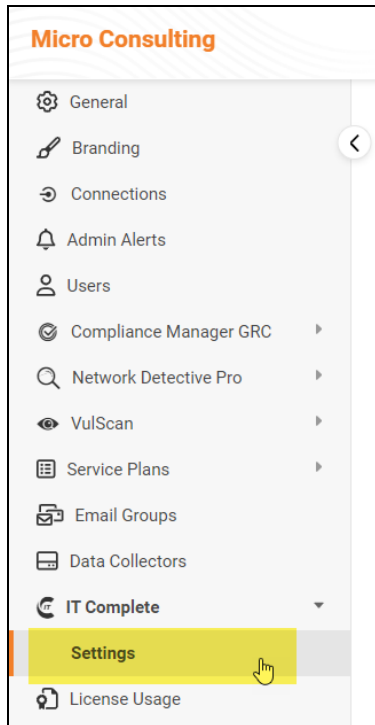 Micro Consulting
General
Branding
Connections
Admin Alerts
Users
Compliance Manager GRC
Network Detective Pro
VulScan
Service Plans
Email Groups
Data Collectors
IT Complete
Settings
License Usage